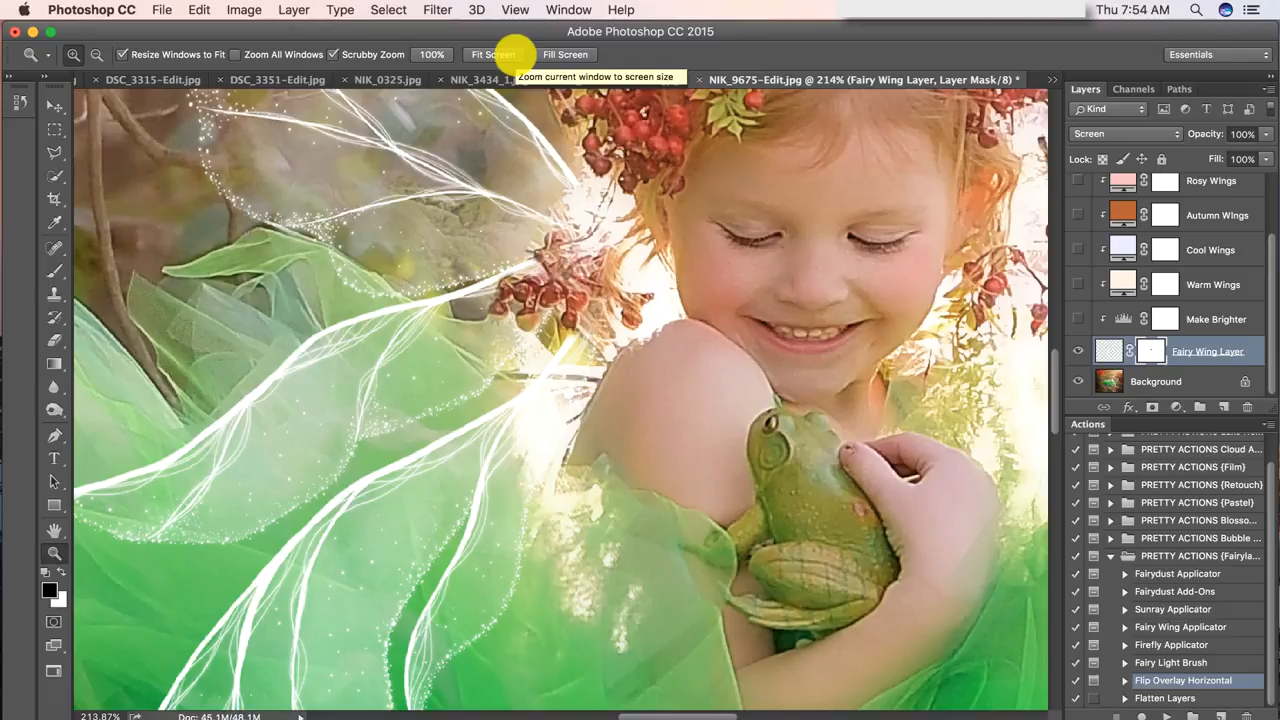 Photoshop CC File Edit Image Layer Type Select Filter 3D View Window Help Thu 7:54 AM
Adobe Photoshop CC 2015
Resize Windows to Fit Zoom All Windows Scrubby Zoom 100% Fit Screen Fill Screen Essentials
Zoom current window to screen size
DSC_3315-Edit.jpg DSC_3351-Edit.jpg NIK_0325.jpg NIK_3434_1.jpg NIK_9675-Edit.jpg @ 214% (Fairy Wing Layer, Layer Mask/8) *
Layers Channels Paths
Kind
Screen Opacity: 100%
Lock: Fill: 100%
Rosy WIngs
Autumn WIngs
Cool Wings
Warm Wings
Make Brighter
Fairy Wing Layer
Background
fx
Actions
PRETTY ACTIONS Cloud A...
PRETTY ACTIONS {Film}
PRETTY ACTIONS {Retouch}
PRETTY ACTIONS {Pastel}
PRETTY ACTIONS Blosso...
PRETTY ACTIONS Bubble ...
PRETTY ACTIONS {Fairyla...
Fairydust Applicator
Fairydust Add-Ons
Sunray Applicator
Fairy Wing Applicator
Firefly Applicator
Fairy Light Brush
Flip Overlay Horizontal
Flatten Layers
213.87% Doc: 45.1M/48.1M